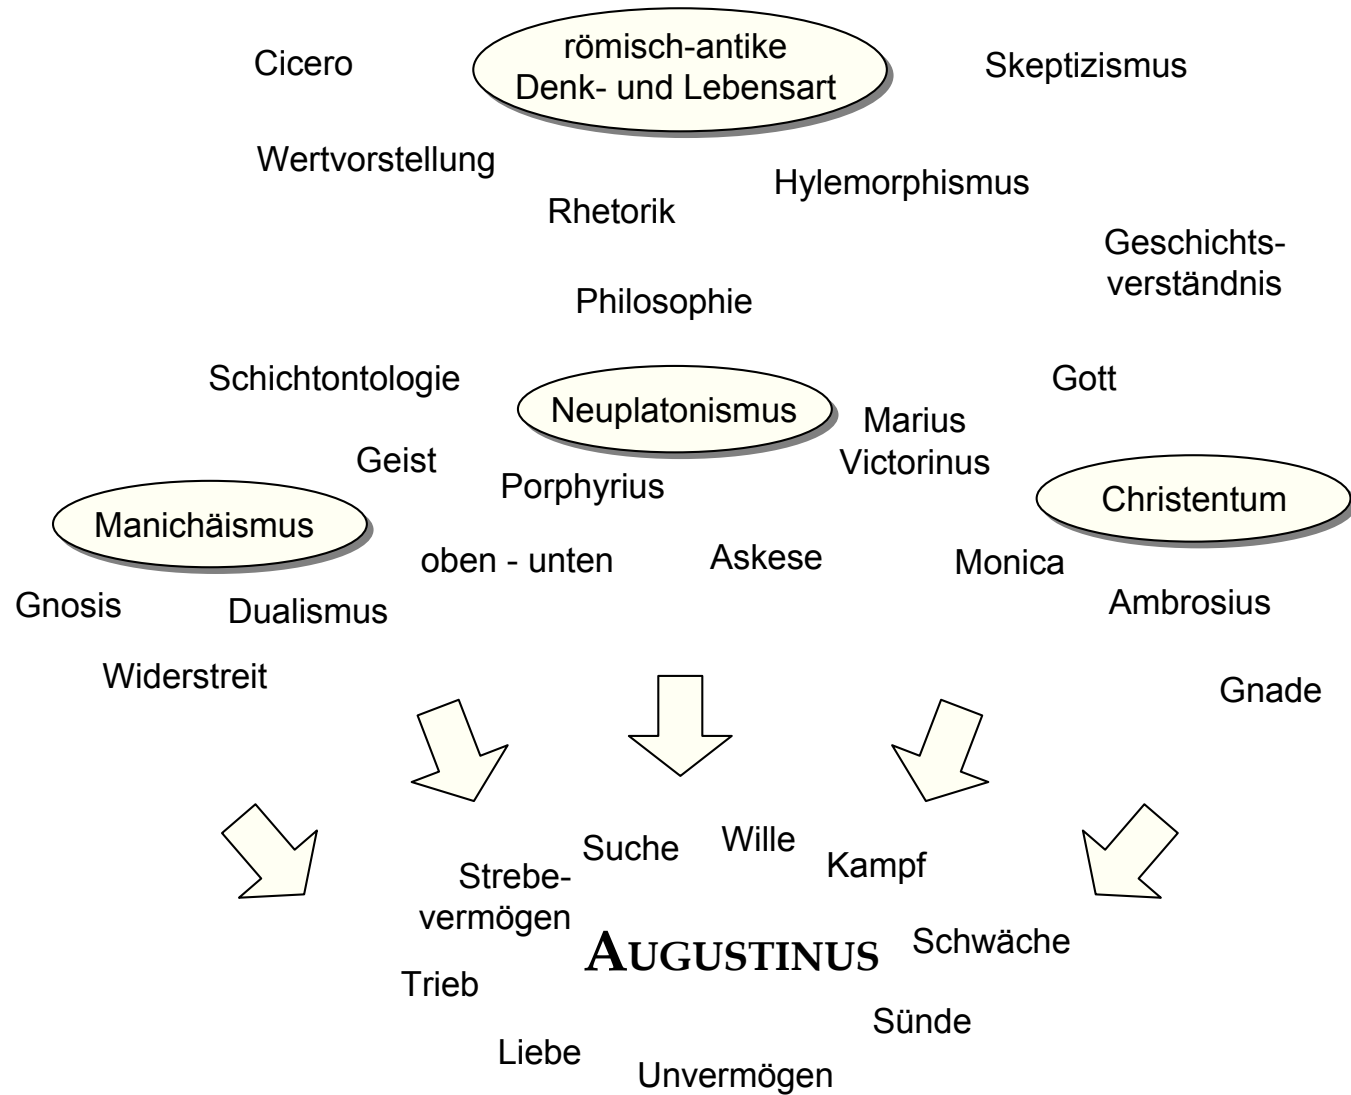 Cicero
römisch-antike
Denk- und Lebensart
Skeptizismus
Wertvorstellung
Hylemorphismus
Rhetorik
Geschichts-
verständnis
Philosophie
Schichtontologie
Neuplatonismus
Marius
Victorinus
Gott
Geist
Porphyrius
Manichäismus
Christentum
oben - unten
Askese
Monica
Ambrosius
Gnosis
Dualismus
Widerstreit
Gnade
Suche
Wille
Kampf
Strebe-
vermögen
AUGUSTINUS
Schwäche
Trieb
Sünde
Liebe
Unvermögen